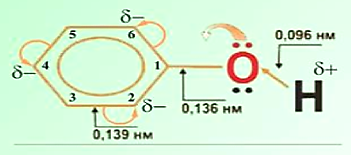 δ–
5
6
0,096 нм
δ–
4
1
O
δ+
3
2
δ–
0,136 нм
H
0,139 нм